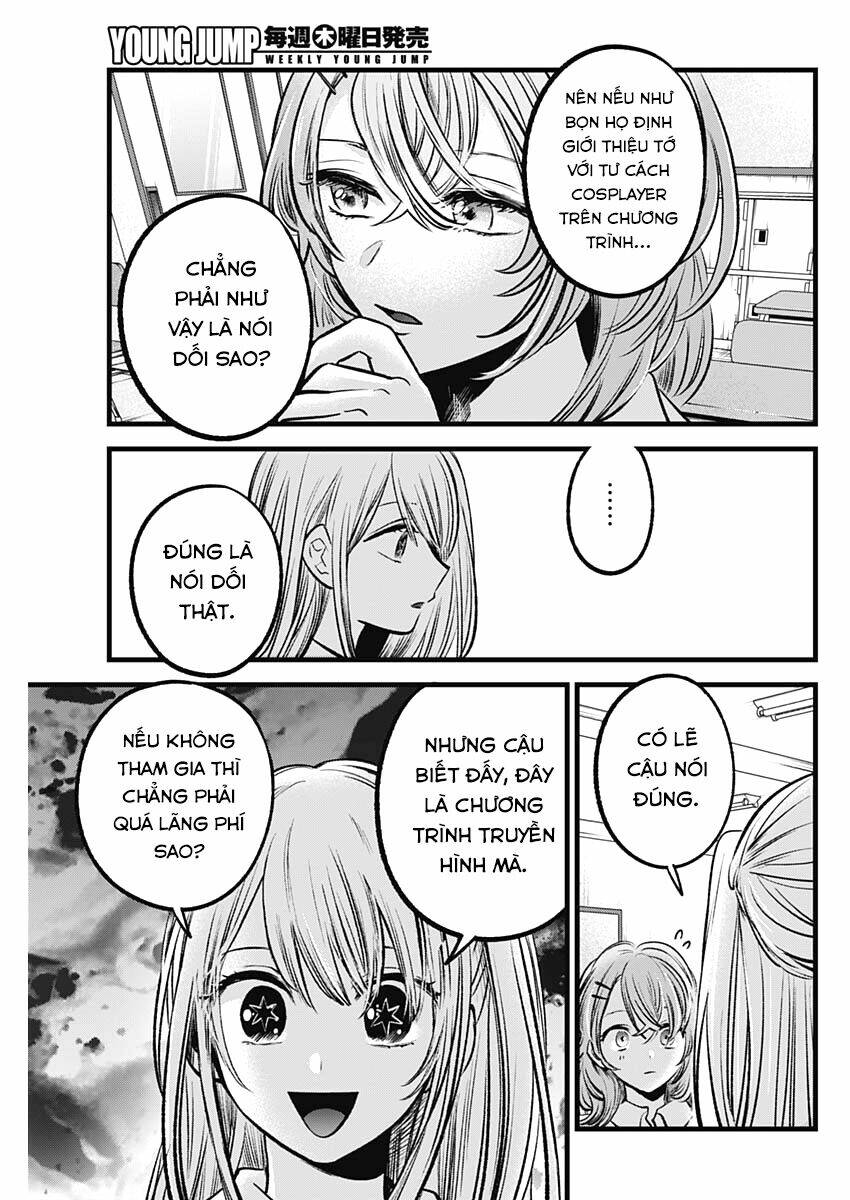 YOUNG JUMP 毎週木曜日発売
WEEKLY YOUNG JUMP
NÊN NẾU NHƯ
BỌN HỌ ĐỊNH
GIỚI THIỆU TỚ
VỚI TƯ CÁCH
COSPLAYER
TRÊN CHƯƠNG
TRÌNH...
CHẲNG
PHẢI NHƯ
VẬY LÀ NÓI
DỐI SAO?
......
ĐÚNG LÀ
NÓI DỐI
THẬT.
CÓ LẼ
CẬU NÓI
ĐÚNG.
NHƯNG CẬU
BIẾT ĐẤY, ĐÂY
LÀ CHƯƠNG
TRÌNH TRUYỀN
HÌNH MÀ.
NẾU KHÔNG
THAM GIA THÌ
CHẲNG PHẢI
QUÁ LÃNG PHÍ
SAO?